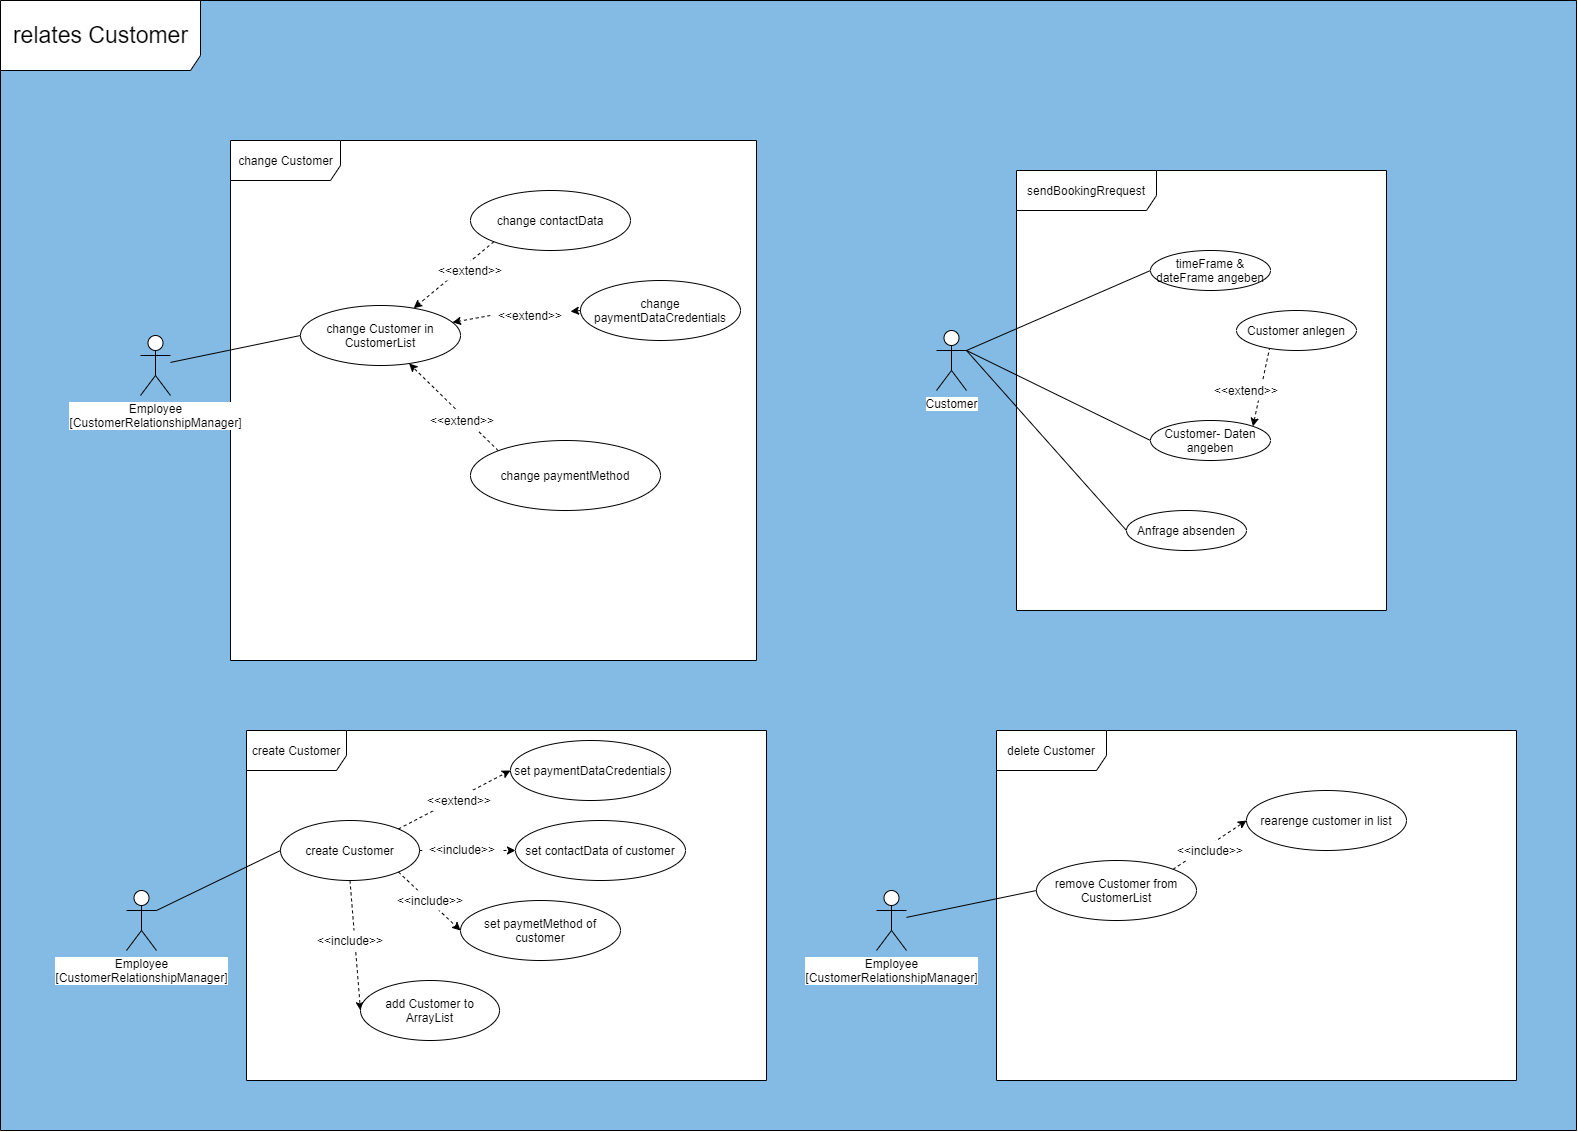 relates Customer
change Customer
change contactData
<<extend>>
change
paymentDataCredentials
<<extend>>
change Customer in
CustomerList
Employee
[CustomerRelationshipManager]
<<extend>>
change paymentMethod
sendBookingRrequest
timeFrame &
dateFrame angeben
Customer anlegen
<<extend>>
Customer
Customer- Daten
angeben
Anfrage absenden
create Customer
set paymentDataCredentials
<<extend>>
create Customer
<<include>>
set contactData of customer
<<include>>
set paymetMethod of
customer
<<include>>
Employee
[CustomerRelationshipManager]
add Customer to
ArrayList
delete Customer
rearenge customer in list
<<include>>
remove Customer from
CustomerList
Employee
[CustomerRelationshipManager]